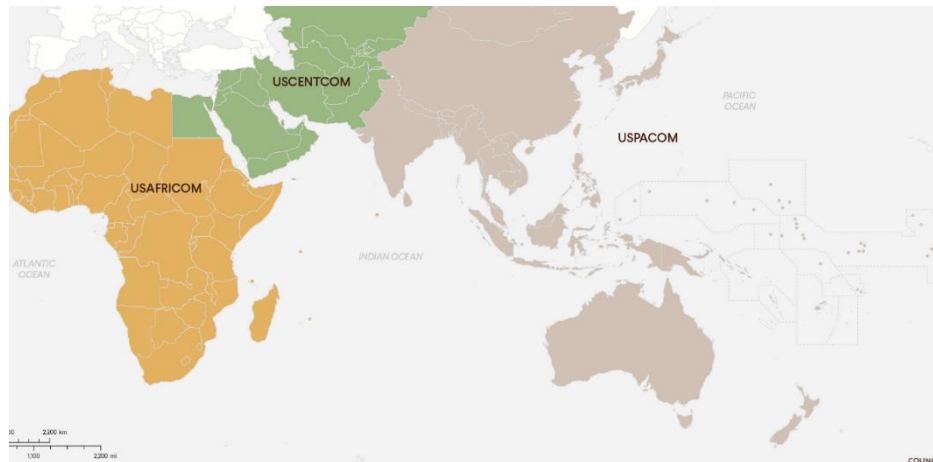 USCENTCOM
PACIFIC
OCEAN
USPACOM
USAFRICOM
INDIAN OCEAN
ATLANTIC
OCEAN
2,200 km
1,100
2,200 mi